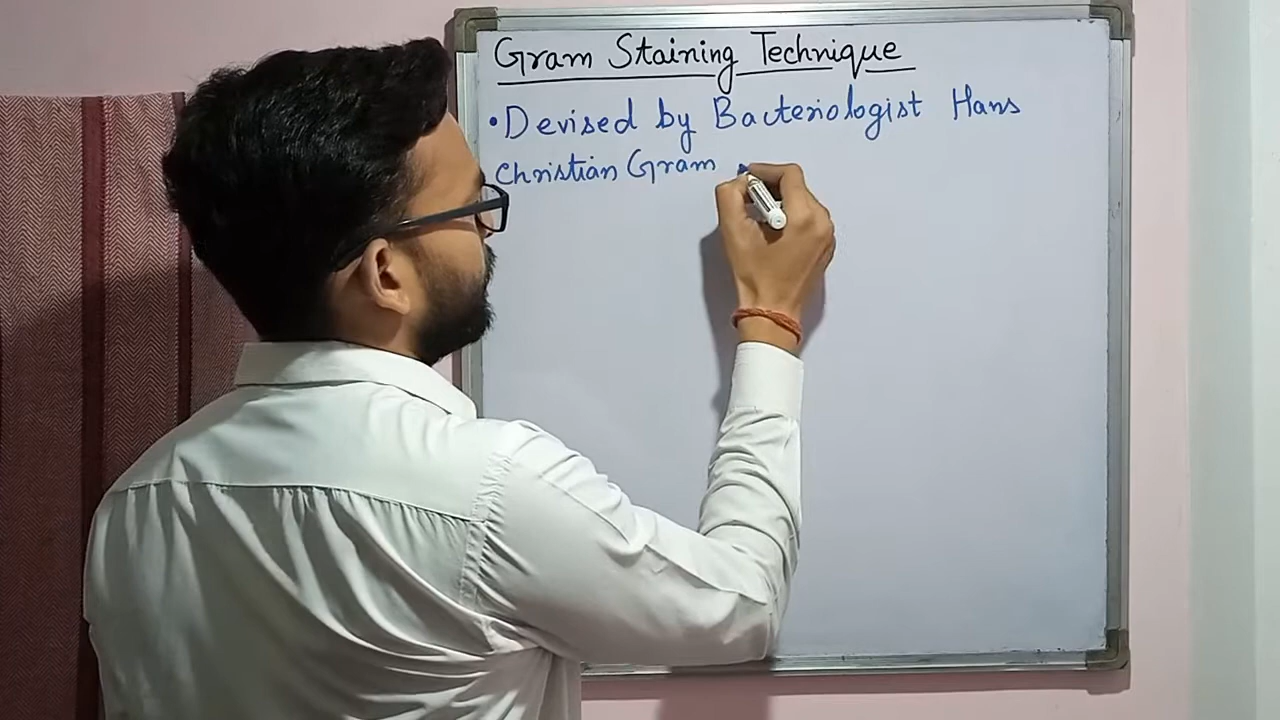 Gram Staining Technique
• Devised by Bacteriologist Hans
Christian Gram